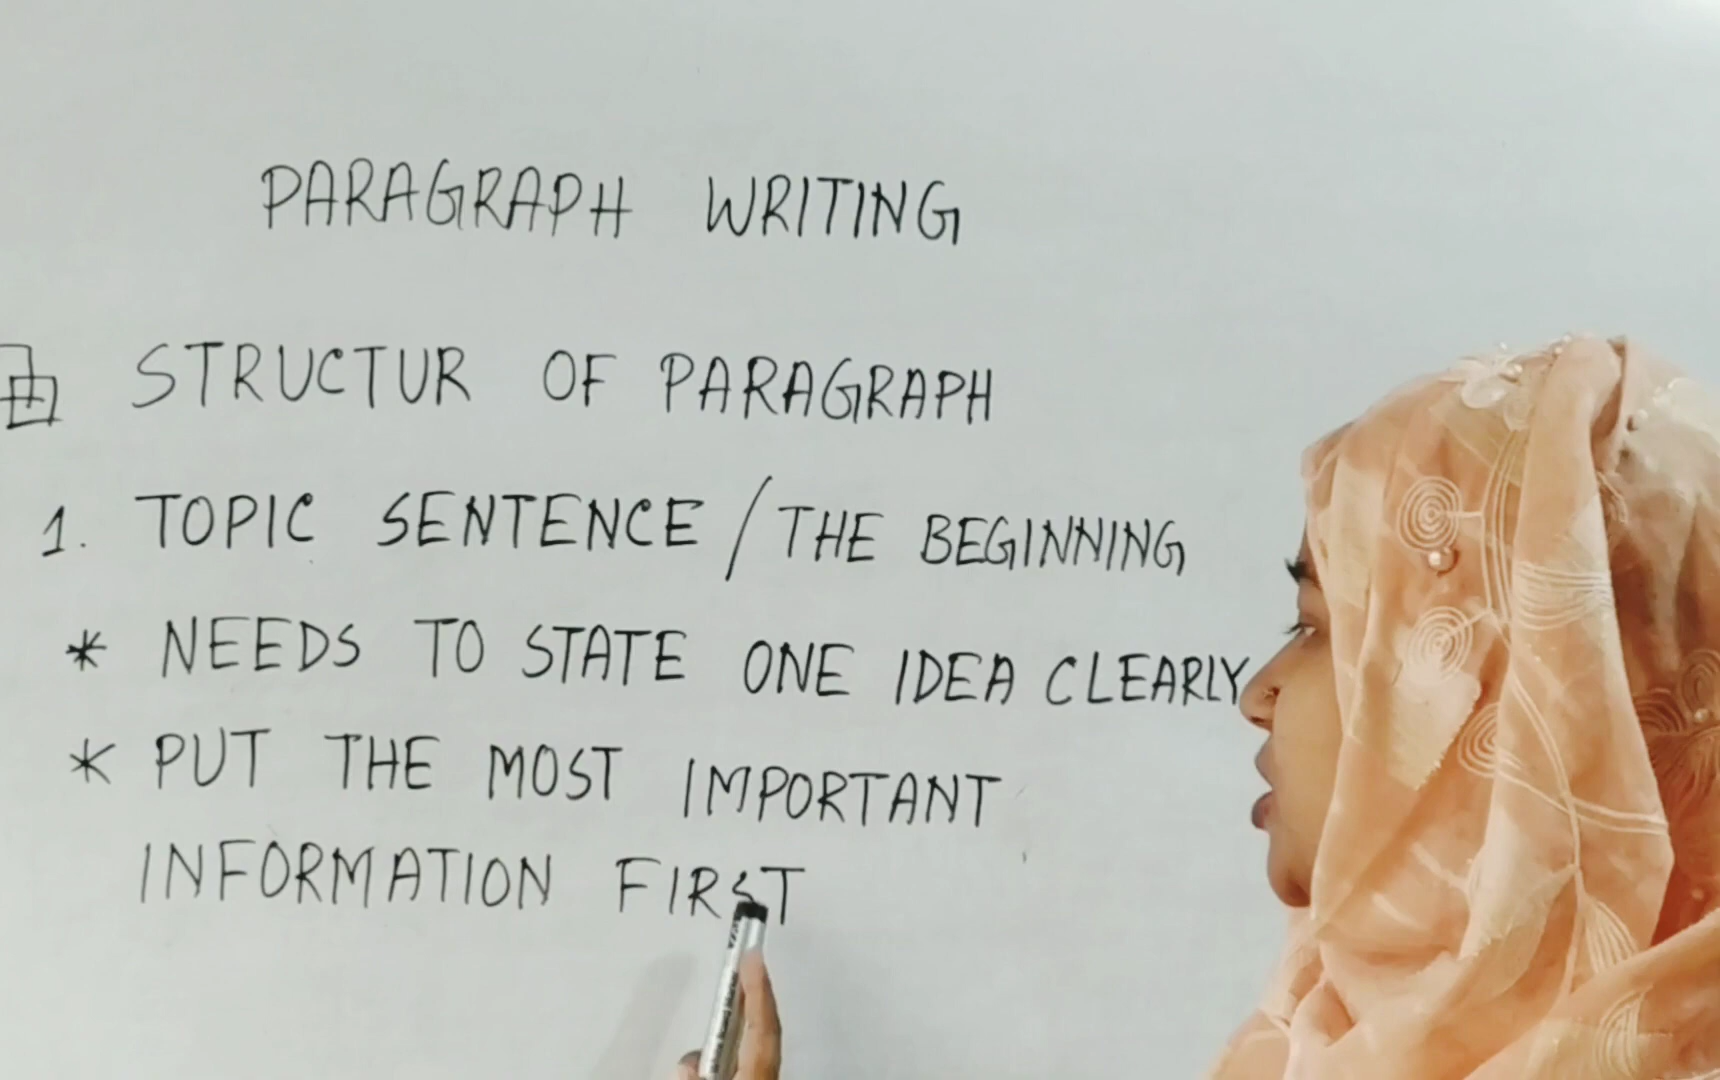 PARAGRAPH WRITING
STRUCTUR OF PARAGRAPH
1. TOPIC SENTENCE / THE BEGINNING
* NEEDS TO STATE ONE IDEA CLEARLY
* PUT THE MOST IMPORTANT
INFORMATION FIRST